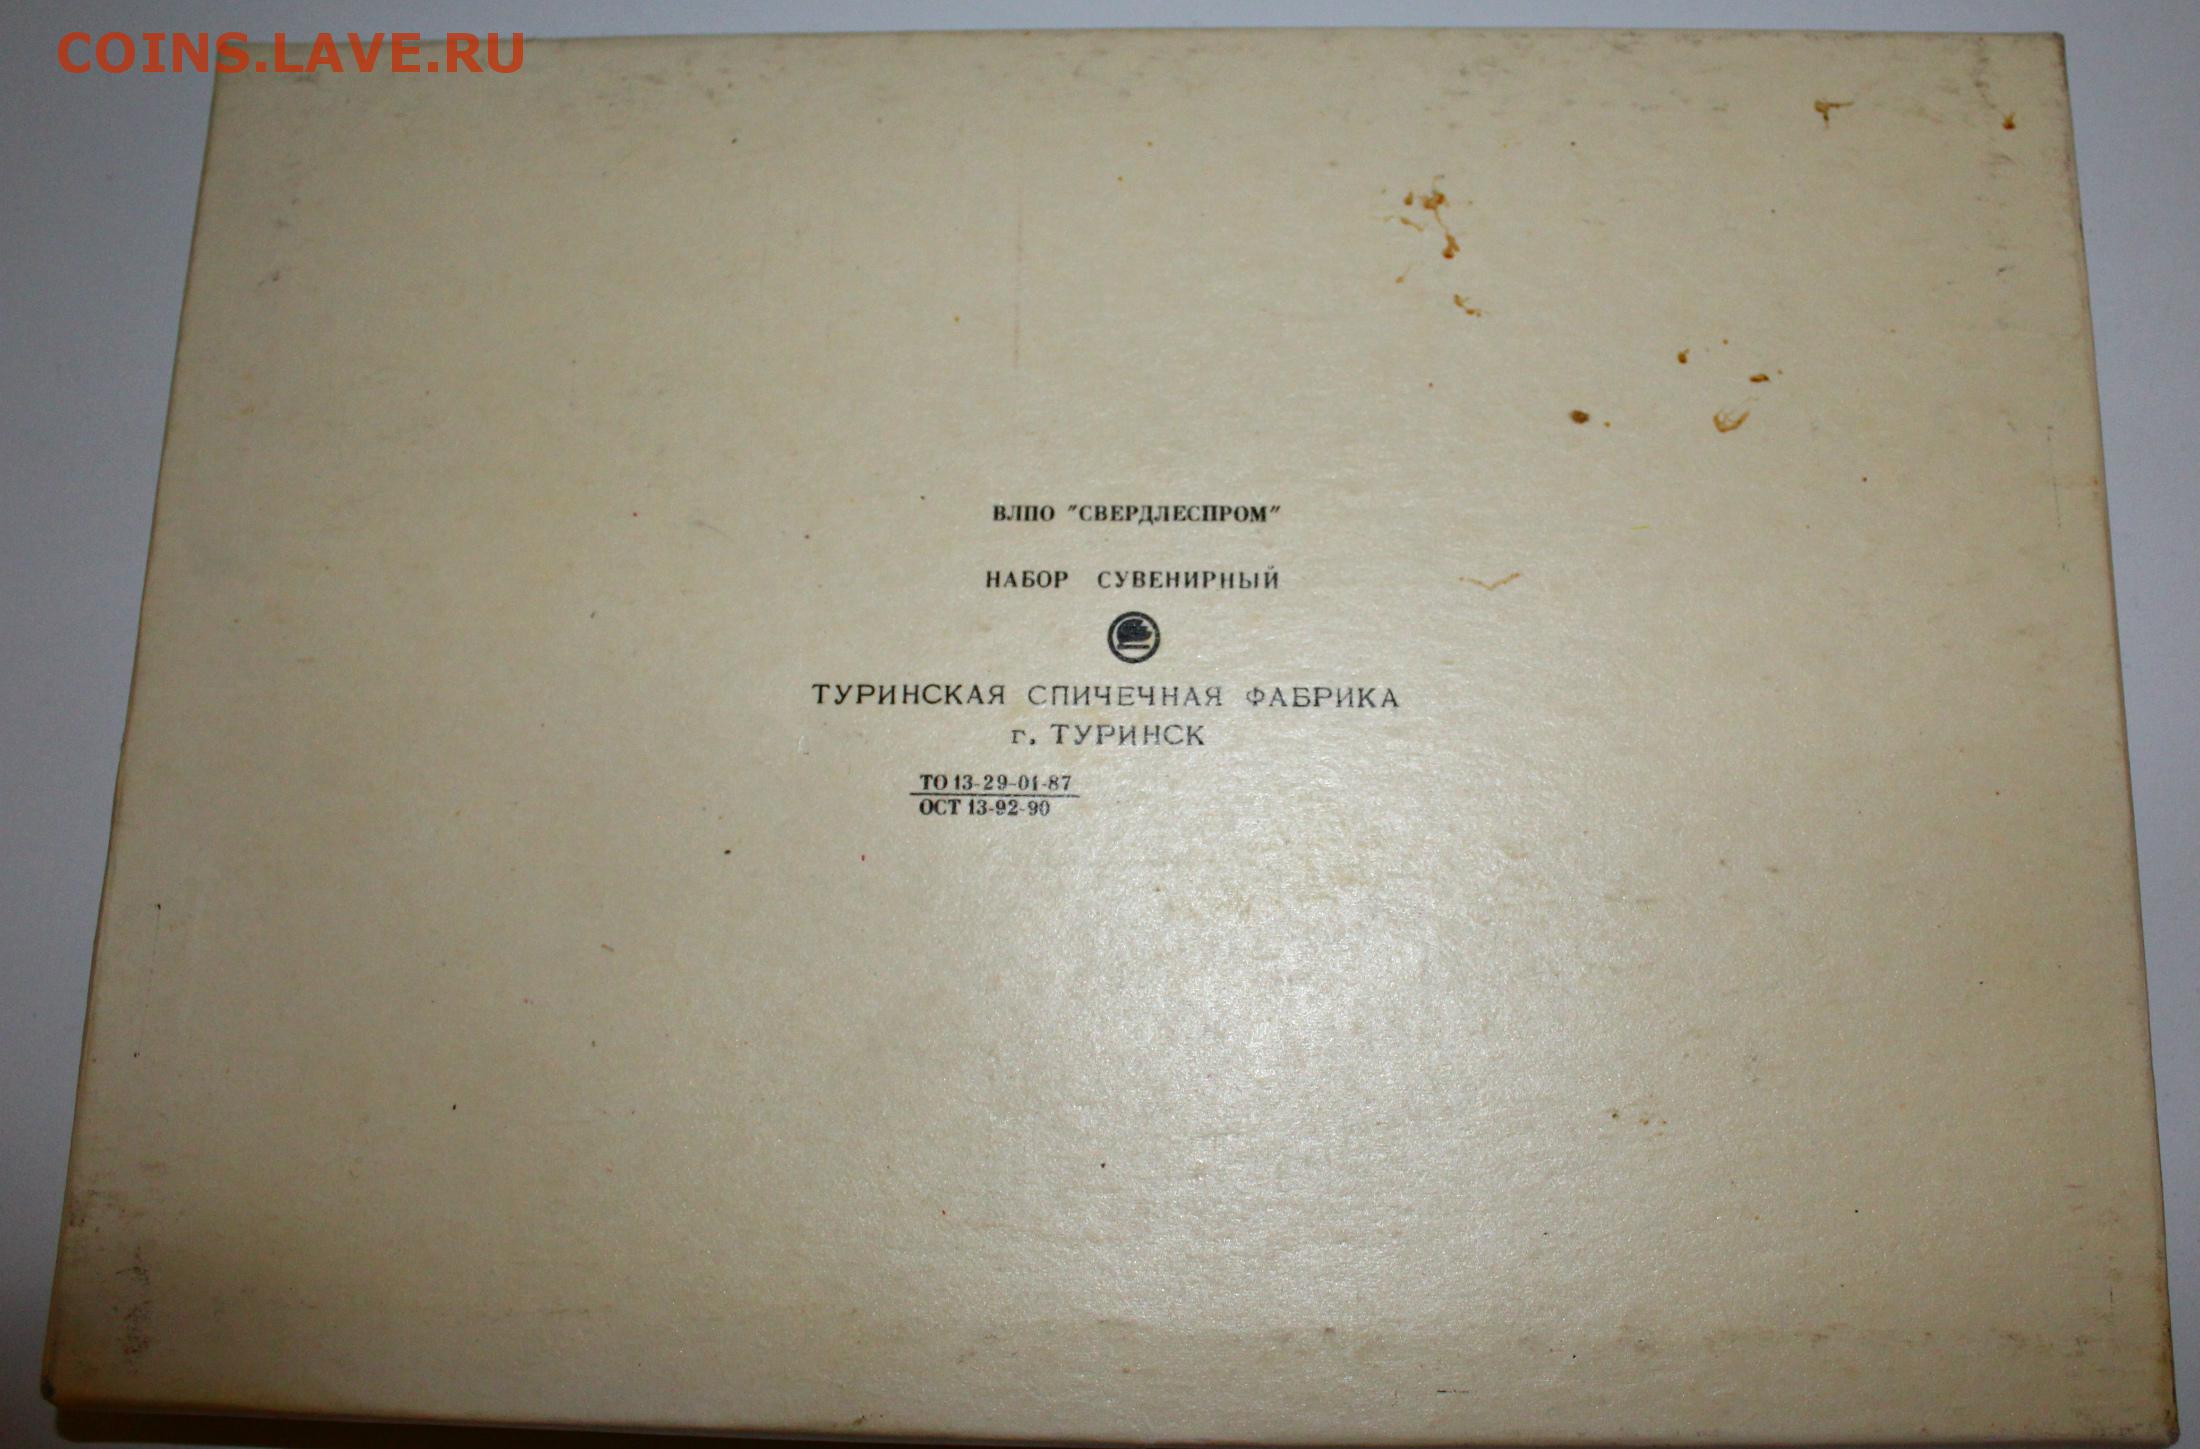 COINS.LAVE.RU
ВЛПО "СВЕРДЛЕСПРОМ"
НАБОР СУВЕНИРНЫЙ
ТУРИНСКАЯ СПИЧЕЧНАЯ ФАБРИКА
г. ТУРИНСК
ТО 13-29-01-87
ОСТ 13-92-90